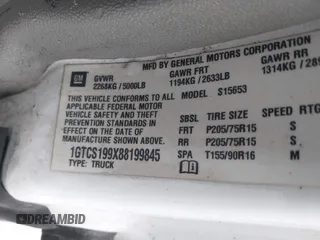 GM
MFD BY GENERAL MOTORS CORPORATION
GVWR GAWR FRT GAWR RR
2268KG/5000LB 1194KG/2633LB 1314KG/
THIS VEHICLE CONFORMS TO ALL
APPLICABLE FEDERAL MOTOR
VEHICLE SAFETY AND
THEFT PREVENTION STANDARDS IN
EFFECT ON THE DATE OF
MANUFACTURE SHOWN ABOVE.
1GTCS199X88199845
TYPE: TRUCK
MODEL: S15653
SBSL TIRE SIZE SPEED RTG
FRT P205/75R15 S
RR P205/75R15 S
SPA T155/90R16 M